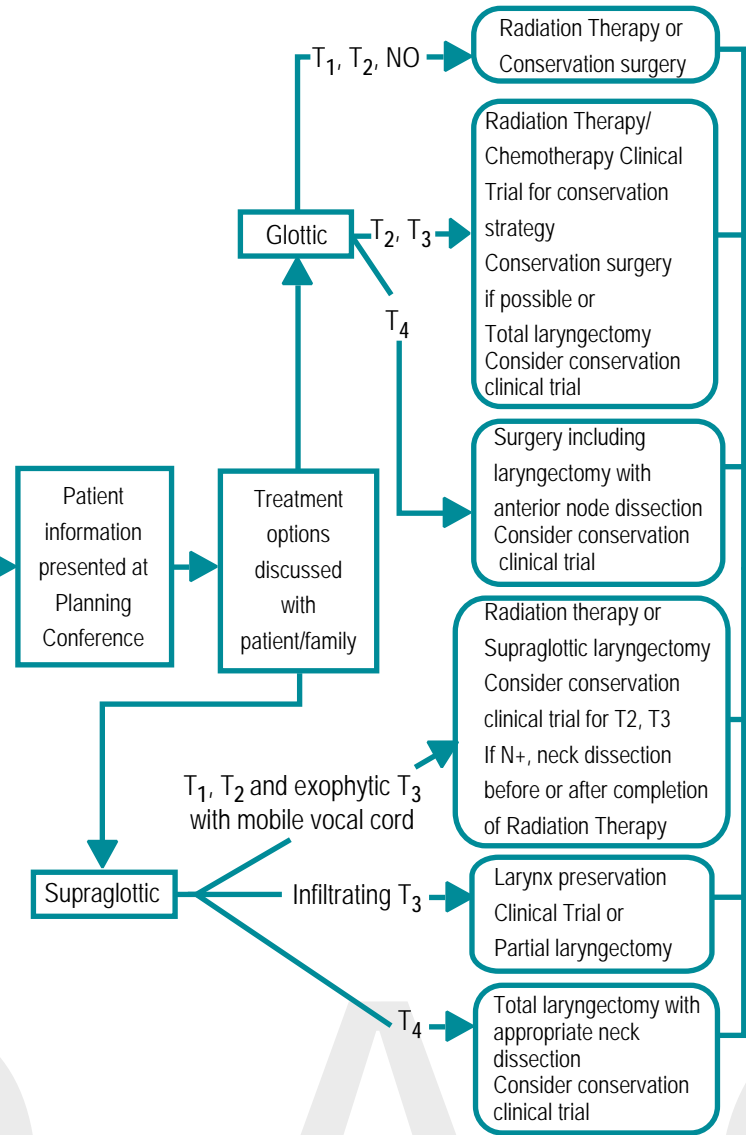 Radiation Therapy or
Conservation surgery
T1, T2, NO
Radiation Therapy/
Chemotherapy Clinical
Trial for conservation
strategy
Conservation surgery
if possible or
Total laryngectomy
Consider conservation
clinical trial
Glottic
T2, T3
T4
Surgery including
laryngectomy with
anterior node dissection
Consider conservation
clinical trial
Patient
information
presented at
Planning
Conference
Treatment
options
discussed
with
patient/family
Radiation therapy or
Supraglottic laryngectomy
Consider conservation
clinical trial for T2, T3
If N+, neck dissection
before or after completion
of Radiation Therapy
T1, T2 and exophytic T3
with mobile vocal cord
Supraglottic
Infiltrating T3
Larynx preservation
Clinical Trial or
Partial laryngectomy
T4
Total laryngectomy with
appropriate neck
dissection
Consider conservation
clinical trial